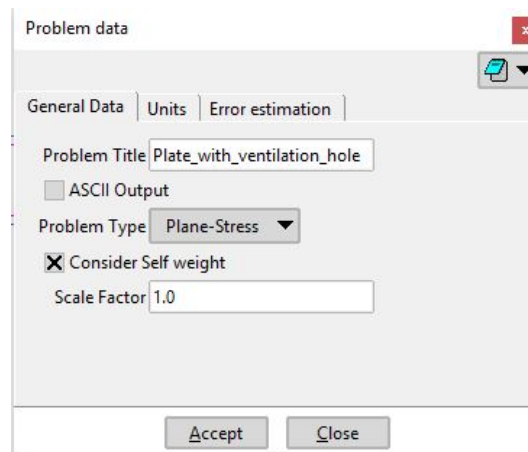 Problem data
x
General Data Units Error estimation
Problem Title Plate_with_ventilation_hole
ASCII Output
Problem Type Plane-Stress
Consider Self weight
Scale Factor 1.0
Accept Close